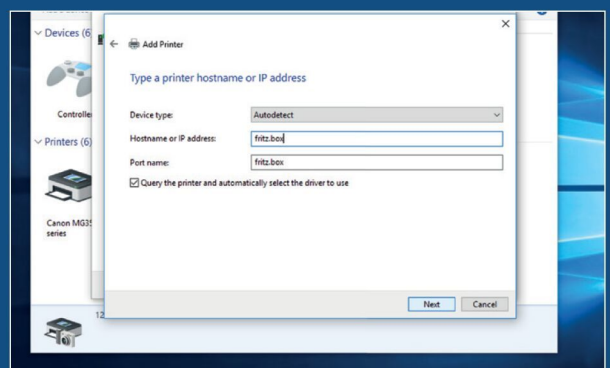 Devices (6
Add Printer
Type a printer hostname or IP address
Controlle
Device type:
Autodetect
Hostname or IP address:
fritz.box
Printers (6)
Port name:
fritz.box
Query the printer and automatically select the driver to use
Canon MG35
series
Next
Cancel
12